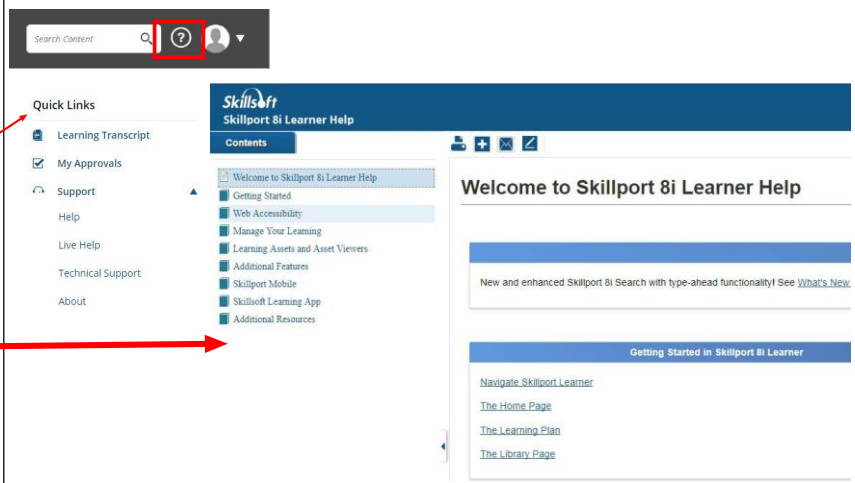 Search Content
?
Quick Links
Learning Transcript
My Approvals
Support
Help
Live Help
Technical Support
About
Skillsoft
Skillport 8i Learner Help
Contents
Welcome to Skillport 8i Learner Help
Getting Started
Web Accessibility
Manage Your Learning
Learning Assets and Asset Viewers
Additional Features
Skillport Mobile
Skillsoft Learning App
Additional Resources
Welcome to Skillport 8i Learner Help
New and enhanced Skillport 8i Search with type-ahead functionality! See What's New
Getting Started in Skillport 8i Learner
Navigate Skillport Learner
The Home Page
The Learning Plan
The Library Page